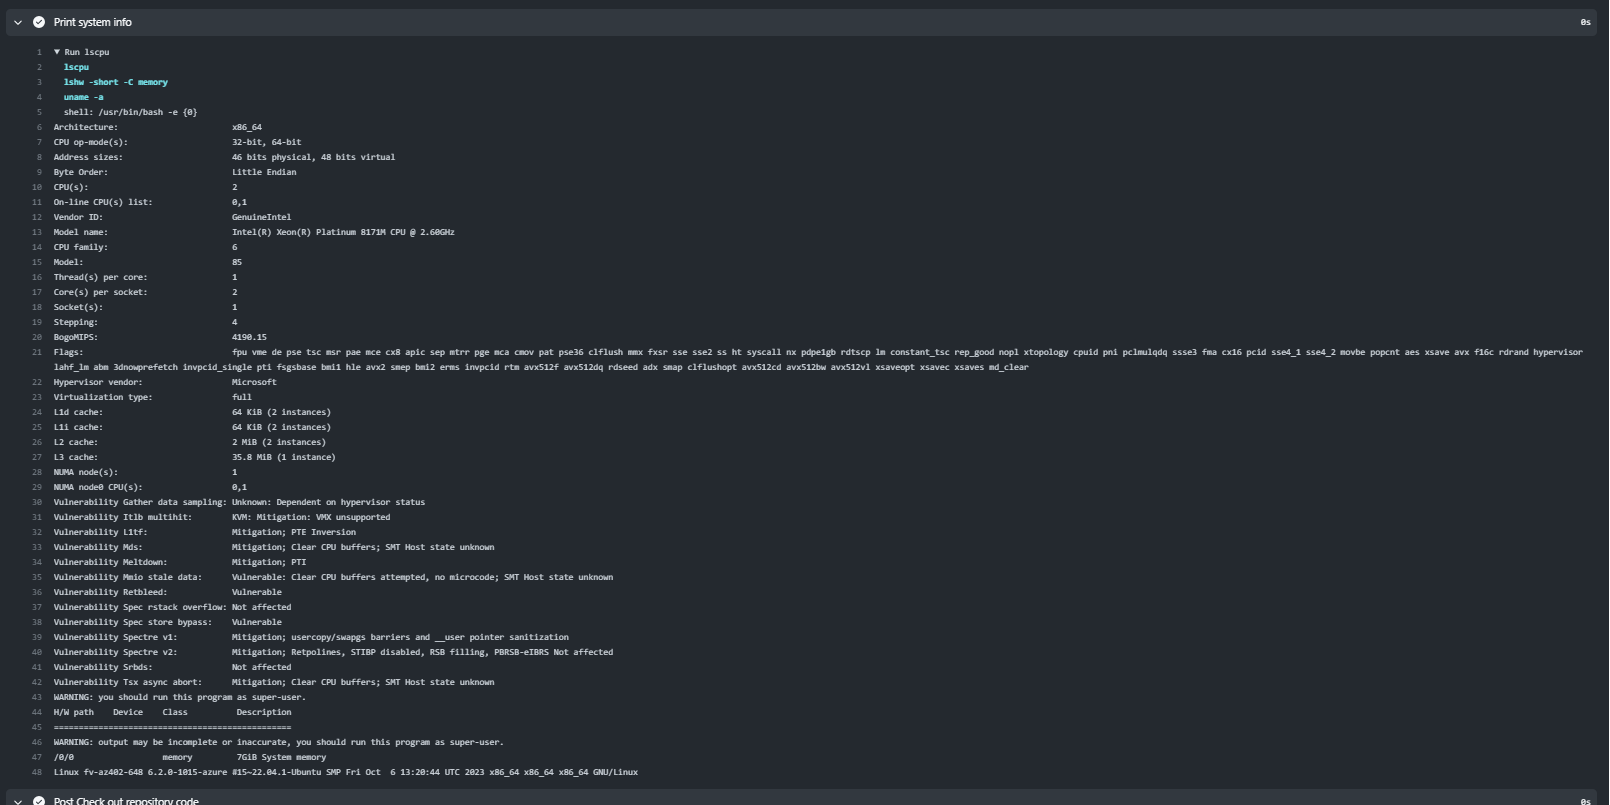 Print system info 0s
1 ▼ Run lscpu
2 lscpu
3 lshw -short -C memory
4 uname -a
5 shell: /usr/bin/bash -e {0}
6 Architecture: x86_64
7 CPU op-mode(s): 32-bit, 64-bit
8 Address sizes: 46 bits physical, 48 bits virtual
9 Byte Order: Little Endian
10 CPU(s): 2
11 On-line CPU(s) list: 0,1
12 Vendor ID: GenuineIntel
13 Model name: Intel(R) Xeon(R) Platinum 8171M CPU @ 2.60GHz
14 CPU family: 6
15 Model: 85
16 Thread(s) per core: 1
17 Core(s) per socket: 2
18 Socket(s): 1
19 Stepping: 4
20 BogoMIPS: 4190.15
21 Flags: fpu vme de pse tsc msr pae mce cx8 apic sep mtrr pge mca cmov pat pse36 clflush mmx fxsr sse sse2 ss ht syscall nx pdpe1gb rdtscp lm constant_tsc rep_good nopl xtopology cpuid pni pclmulqdq ssse3 fma cx16 pcid sse4_1 sse4_2 movbe popcnt aes xsave avx f16c rdrand hypervisor
lahf_lm abm 3dnowprefetch invpcid_single pti fsgsbase bmi1 hle avx2 smep bmi2 erms invpcid rtm avx512f avx512dq rdseed adx smap clflushopt avx512cd avx512bw avx512vl xsaveopt xsavec xsaves md_clear
22 Hypervisor vendor: Microsoft
23 Virtualization type: full
24 L1d cache: 64 KiB (2 instances)
25 L1i cache: 64 KiB (2 instances)
26 L2 cache: 2 MiB (2 instances)
27 L3 cache: 35.8 MiB (1 instance)
28 NUMA node(s): 1
29 NUMA node0 CPU(s): 0,1
30 Vulnerability Gather data sampling: Unknown: Dependent on hypervisor status
31 Vulnerability Itlb multihit: KVM: Mitigation: VMX unsupported
32 Vulnerability L1tf: Mitigation; PTE Inversion
33 Vulnerability Mds: Mitigation; Clear CPU buffers; SMT Host state unknown
34 Vulnerability Meltdown: Mitigation; PTI
35 Vulnerability Mmio stale data: Vulnerable: Clear CPU buffers attempted, no microcode; SMT Host state unknown
36 Vulnerability Retbleed: Vulnerable
37 Vulnerability Spec rstack overflow: Not affected
38 Vulnerability Spec store bypass: Vulnerable
39 Vulnerability Spectre v1: Mitigation; usercopy/swapgs barriers and __user pointer sanitization
40 Vulnerability Spectre v2: Mitigation; Retpolines, STIBP disabled, RSB filling, PBRSB-eIBRS Not affected
41 Vulnerability Srbds: Not affected
42 Vulnerability Tsx async abort: Mitigation; Clear CPU buffers; SMT Host state unknown
43 WARNING: you should run this program as super-user.
44 H/W path Device Class Description
45 ================================================
46 WARNING: output may be incomplete or inaccurate, you should run this program as super-user.
47 /0/0 memory 7GiB System memory
48 Linux fv-az402-648 6.2.0-1015-azure #15~22.04.1-Ubuntu SMP Fri Oct  6 13:20:44 UTC 2023 x86_64 x86_64 x86_64 GNU/Linux
Post Check out repository code 0s